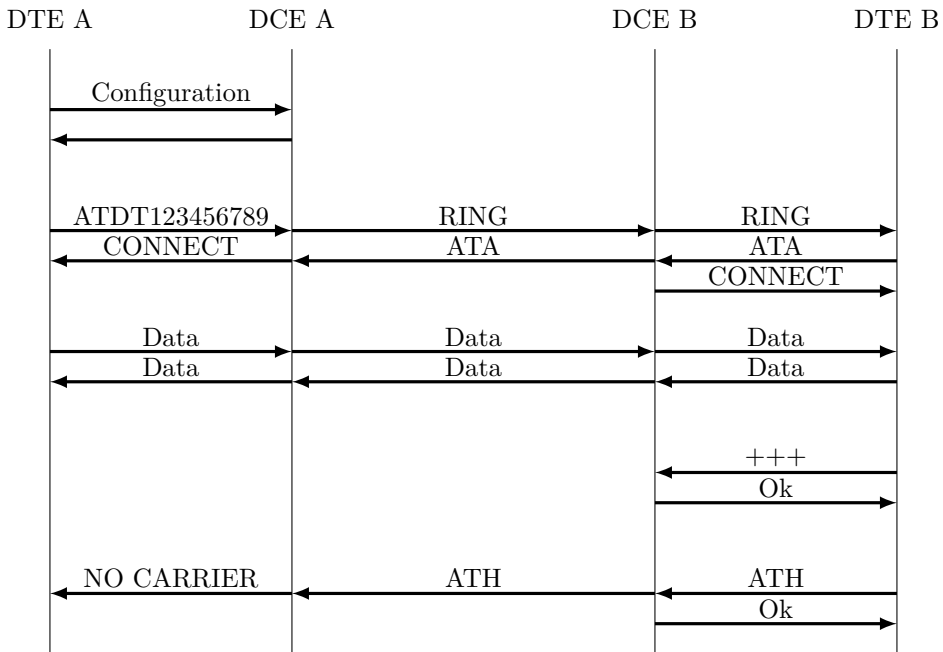 DTE A DCE A DCE B DTE B
Configuration
ATDT123456789 RING RING
CONNECT ATA ATA
CONNECT
Data Data Data
Data Data Data
+++
Ok
NO CARRIER ATH ATH
Ok